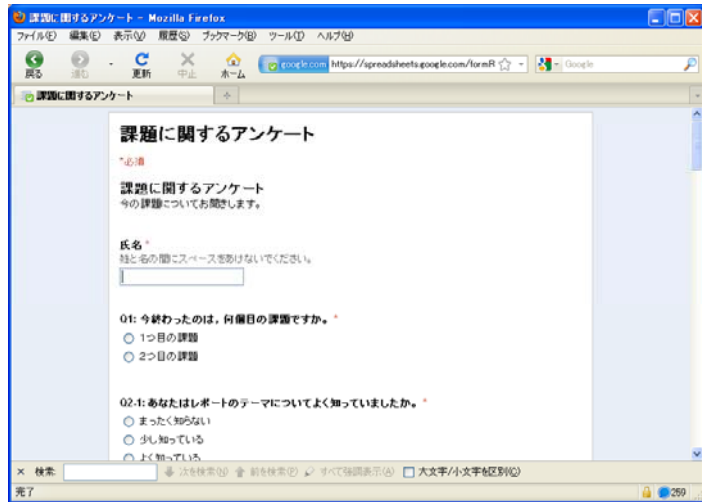 課題に関するアンケート - Mozilla Firefox
ファイル(F) 編集(E) 表示(V) 履歴(S) ブックマーク(B) ツール(T) ヘルプ(H)
戻る 進む 更新 中止 ホーム google.com https://spreadsheets.google.com/formR Google
課題に関するアンケート
課題に関するアンケート
*必須
課題に関するアンケート
今の課題についてお聞きします。
氏名 *
姓と名の間にスペースをあけないでください。
Q1: 今終わったのは，何個目の課題ですか。 *
1つ目の課題
2つ目の課題
Q2-1: あなたはレポートのテーマについてよく知っていましたか。 *
まったく知らない
少し知っている
よく知っている
× 検索: 次を検索(N) 前を検索(P) すべて強調表示(A) 大文字/小文字を区別(C)
完了 259